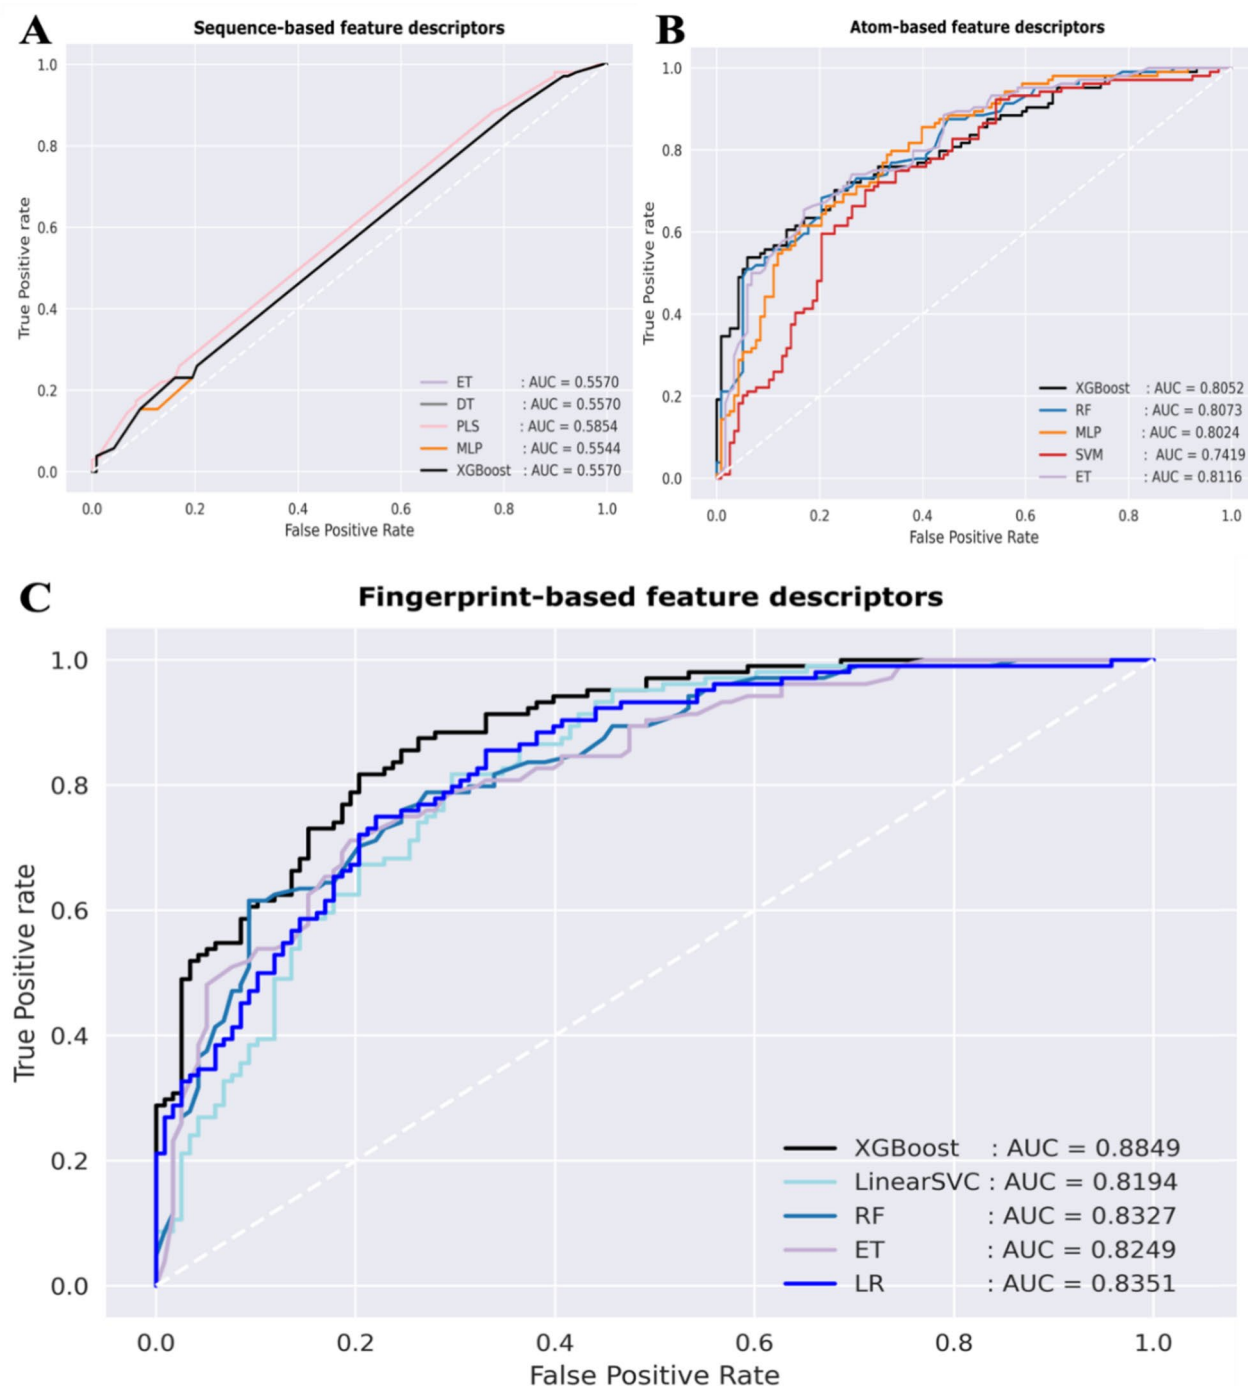 A
Sequence-based feature descriptors
True Positive rate
1.0
0.8
0.6
0.4
0.2
0.0
ET : AUC = 0.5570
DT : AUC = 0.5570
PLS : AUC = 0.5854
MLP : AUC = 0.5544
XGBoost : AUC = 0.5570
0.0 0.2 0.4 0.6 0.8 1.0
False Positive Rate
B
Atom-based feature descriptors
True Positive rate
1.0
0.8
0.6
0.4
0.2
0.0
XGBoost : AUC = 0.8052
RF : AUC = 0.8073
MLP : AUC = 0.8024
SVM : AUC = 0.7419
ET : AUC = 0.8116
0.0 0.2 0.4 0.6 0.8 1.0
False Positive Rate
C
Fingerprint-based feature descriptors
True Positive rate
1.0
0.8
0.6
0.4
0.2
0.0
XGBoost : AUC = 0.8849
LinearSVC : AUC = 0.8194
RF : AUC = 0.8327
ET : AUC = 0.8249
LR : AUC = 0.8351
0.0 0.2 0.4 0.6 0.8 1.0
False Positive Rate